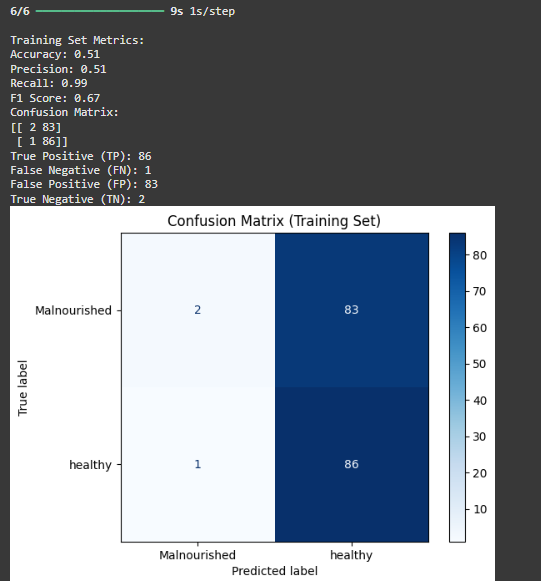 6/6 ━━━━━━━━━━━━━━━━━━━━ 9s 1s/step
Training Set Metrics:
Accuracy: 0.51
Precision: 0.51
Recall: 0.99
F1 Score: 0.67
Confusion Matrix:
[[ 2 83]
 [ 1 86]]
True Positive (TP): 86
False Negative (FN): 1
False Positive (FP): 83
True Negative (TN): 2
Confusion Matrix (Training Set)
True label
Malnourished 2 83
healthy 1 86
Malnourished healthy
Predicted label
80
70
60
50
40
30
20
10